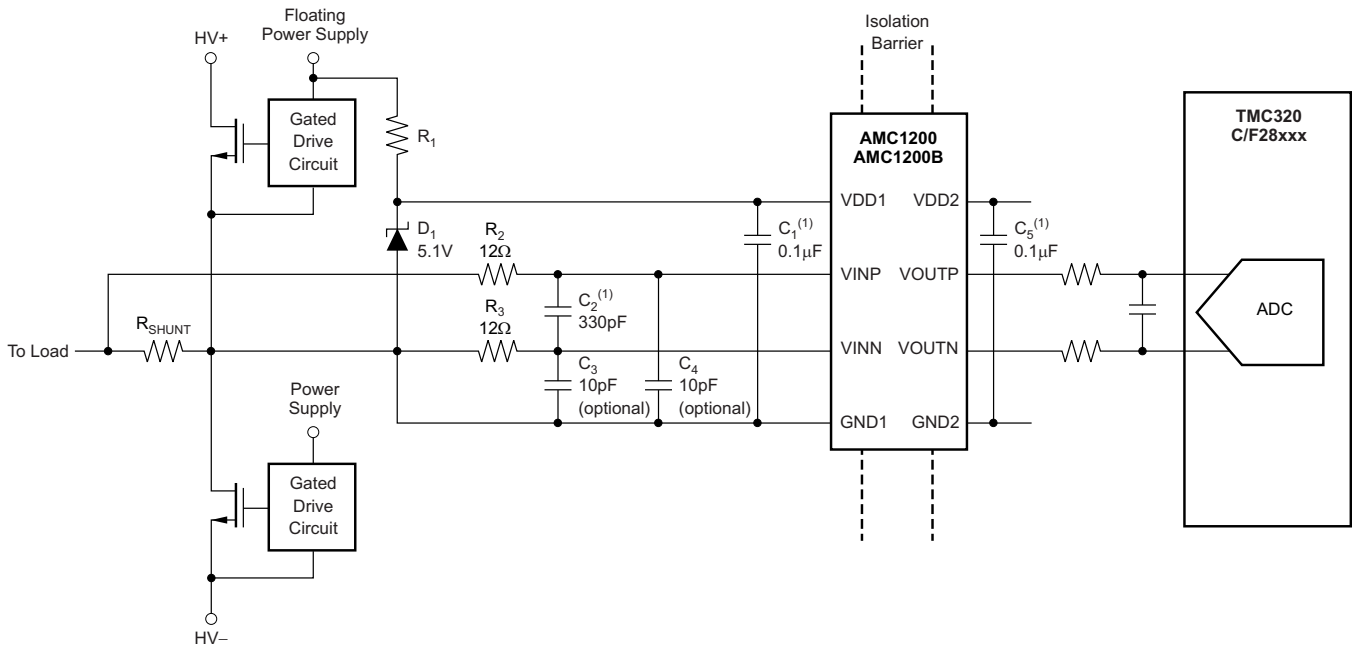 Floating
Power Supply
HV+
Gated
Drive
Circuit
R1
Isolation
Barrier
AMC1200
AMC1200B
TMC320
C/F28xxx
VDD1
VDD2
D1
5.1V
R2
12Ω
C1(1)
0.1μF
C5(1)
0.1μF
VINP
VOUTP
C2(1)
330pF
ADC
R3
12Ω
RSHUNT
To Load
VINN
VOUTN
C3
10pF
(optional)
C4
10pF
(optional)
GND1
GND2
Power
Supply
Gated
Drive
Circuit
HV−